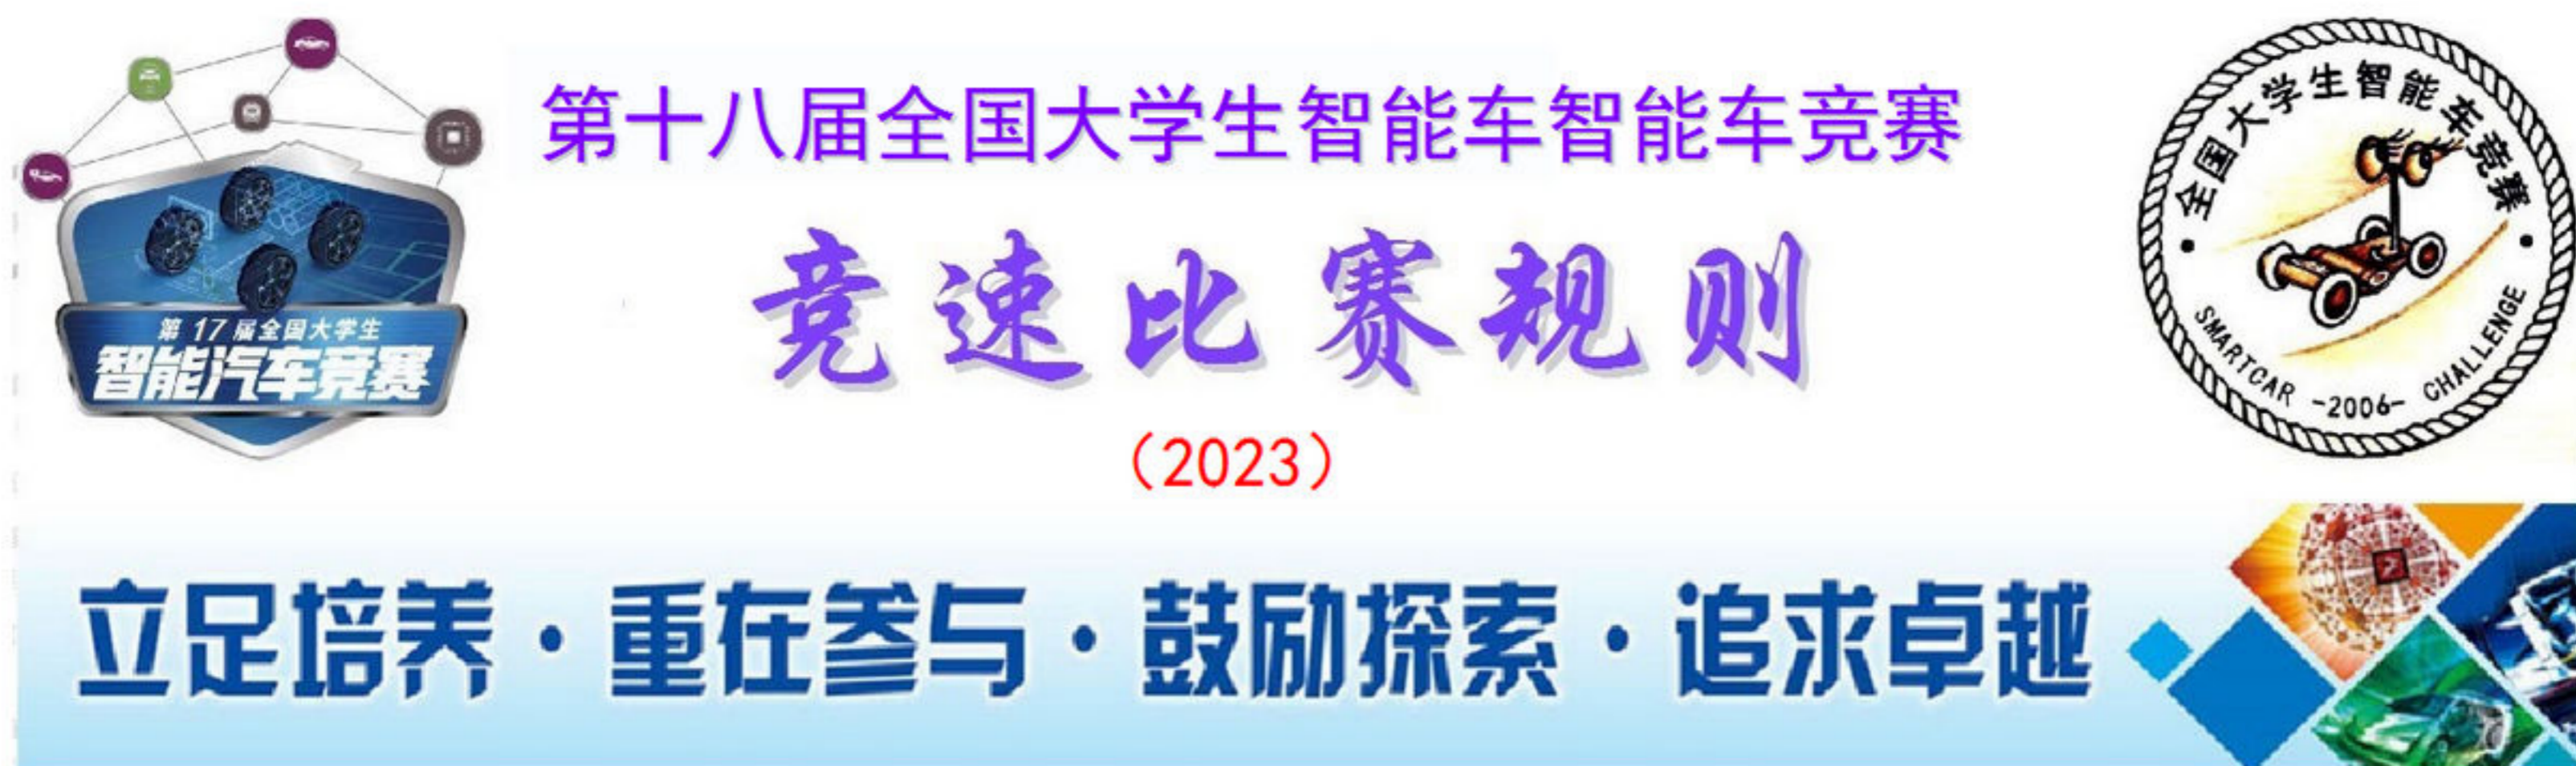 第十八届全国大学生智能车智能车竞赛
竞速比赛规则
(2023)
第17届全国大学生
智能汽车竞赛
·全国大学生智能车竞赛·
SMARTCAR -2006- CHALLENGE
立足培养·重在参与·鼓励探索·追求卓越